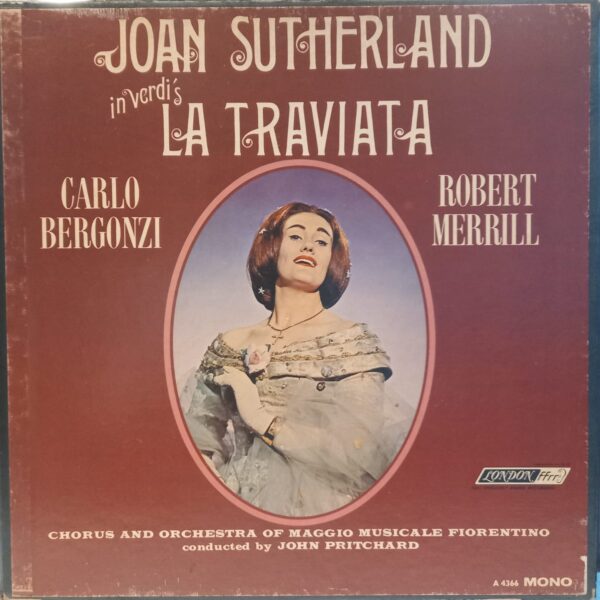 JOAN SUTHERLAND
in verdi's
LA TRAVIATA
CARLO
BERGONZI
ROBERT
MERRILL
LONDON ffrr
CHORUS AND ORCHESTRA OF MAGGIO MUSICALE FIORENTINO
conducted by JOHN PRITCHARD
A 4366 MONO